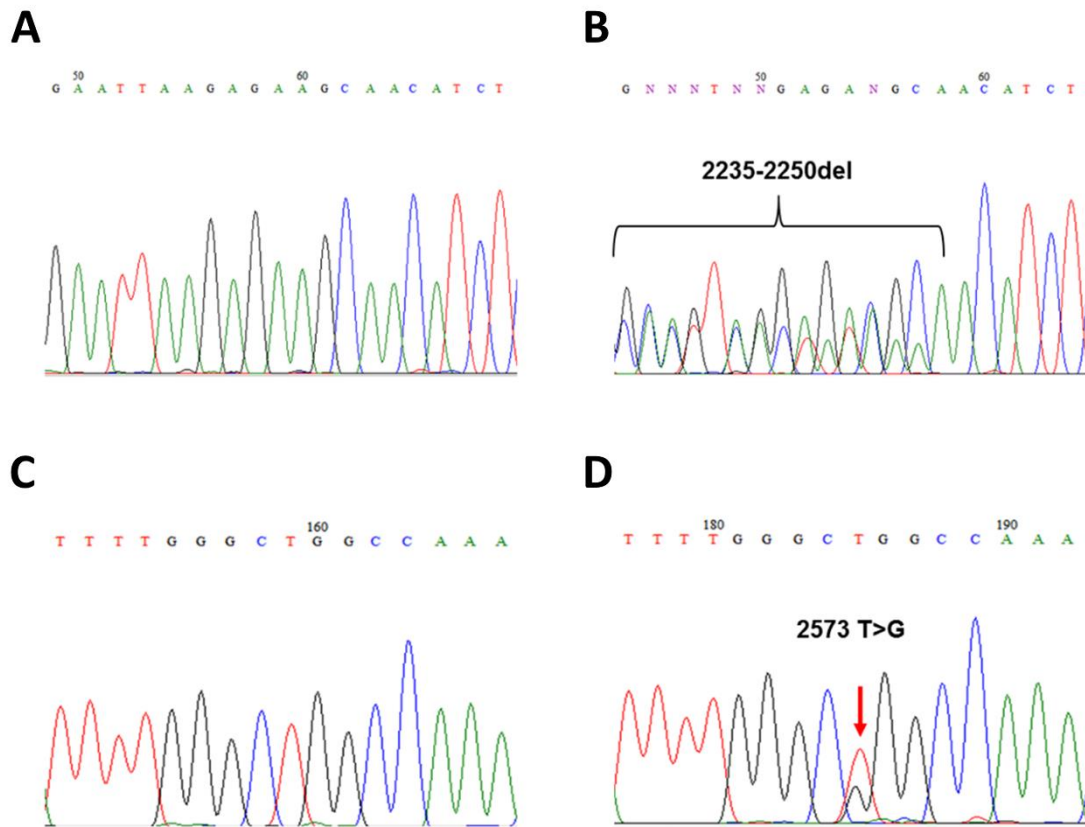 A
50 60
G A A T T A A G A G A A G C A A C A T C T
B
50 60
G N N N T N N G A G A N G C A A C A T C T
2235-2250del
C
160
T T T T G G G C T G G C C A A A
D
180 190
T T T T G G G C T G G C C A A A
2573 T>G